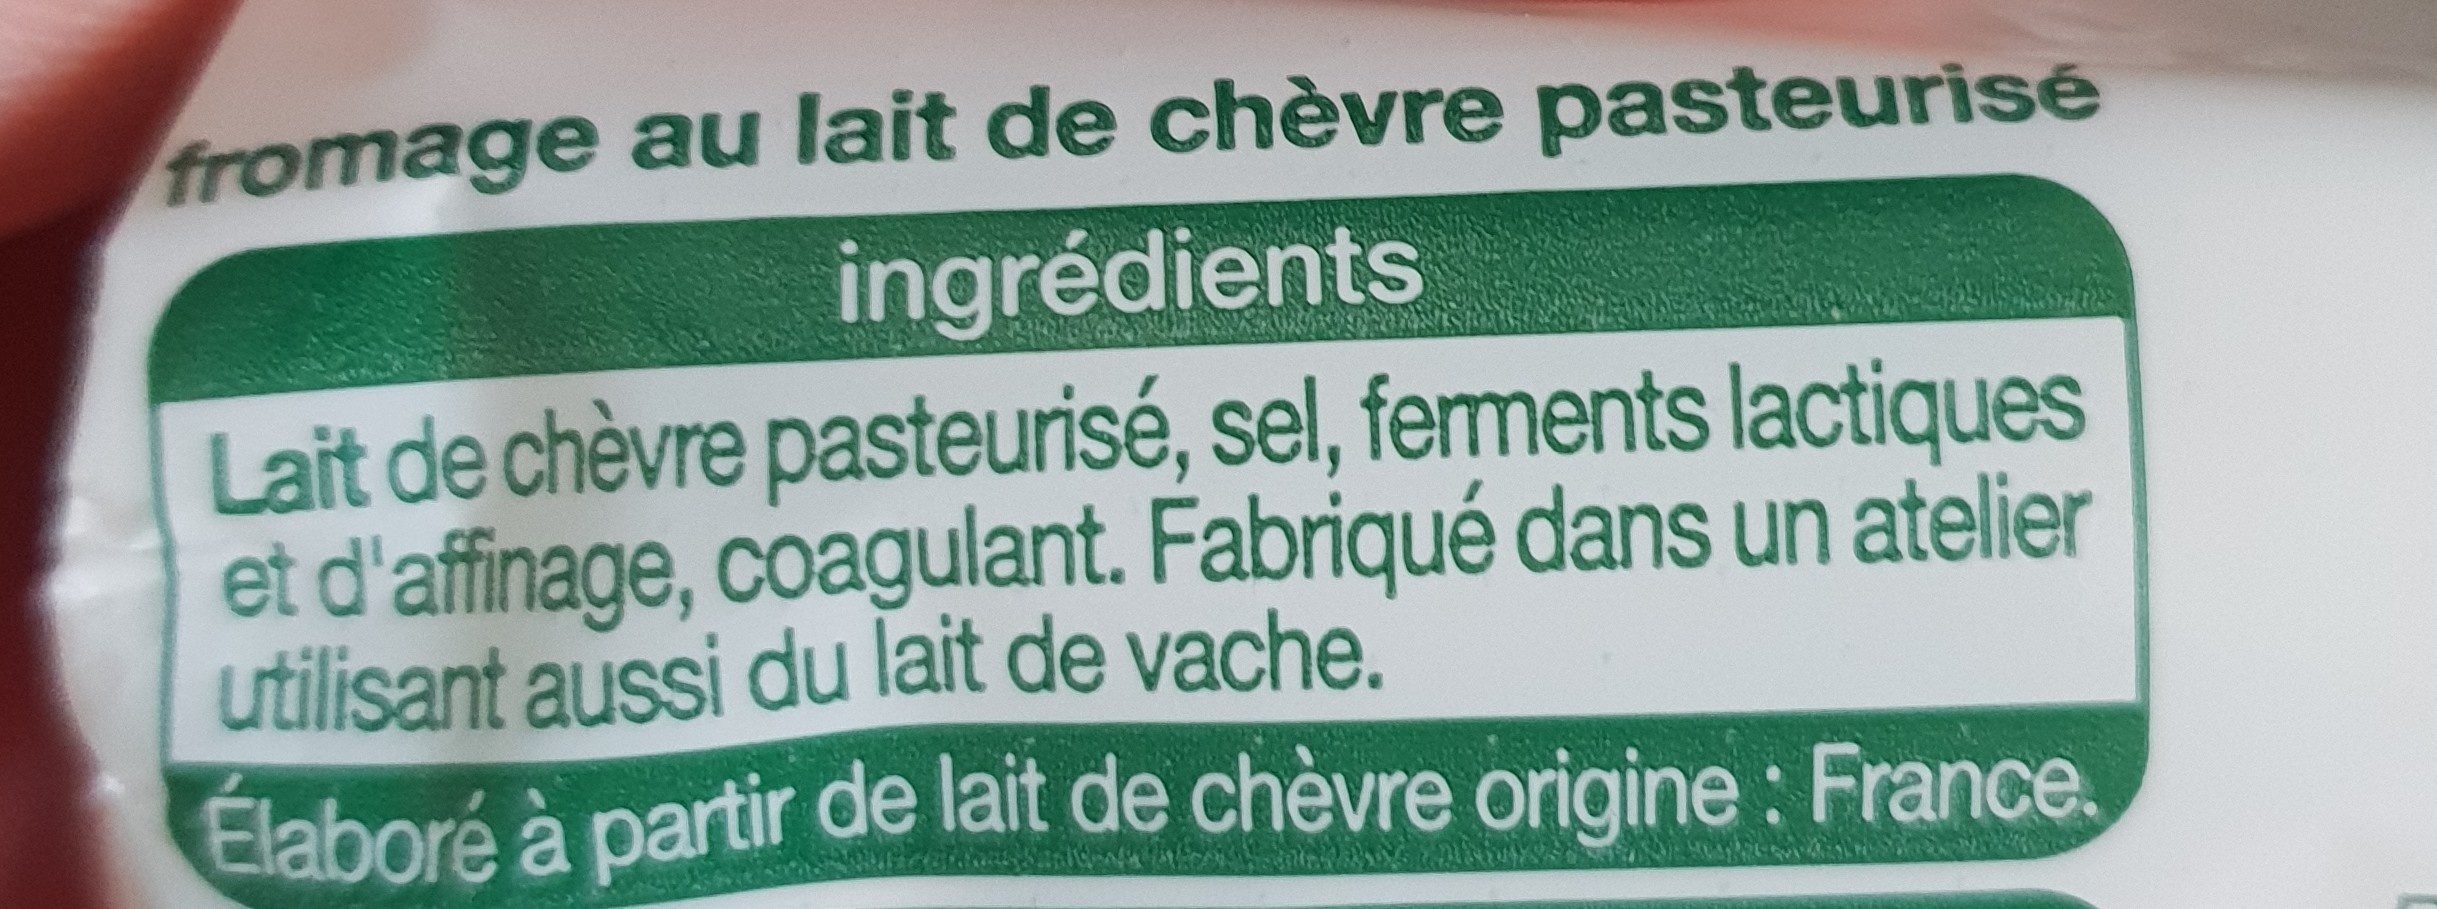 fromage au lait de chèvre pasteurisé
ingrédients
Lait de chèvre pasteurisé, sel, ferments lactiques
et d'affinage, coagulant. Fabriqué dans un atelier
utilisant aussi du lait de vache.
Élaboré à partir de lait de chèvre origine : France.